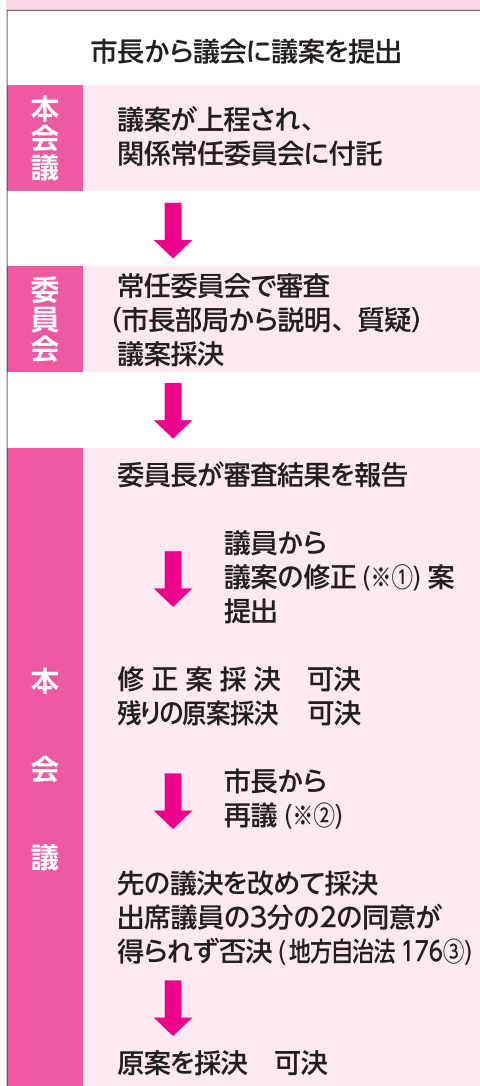 市長から議会に議案を提出
本会議
議案が上程され、
関係常任委員会に付託
委員会
常任委員会で審査
(市長部局から説明、質疑)
議案採決
本会議
委員長が審査結果を報告
議員から
議案の修正(※①)案
提出
修正案採決 可決
残りの原案採決 可決
市長から
再議(※②)
先の議決を改めて採決
出席議員の3分の2の同意が
得られず否決(地方自治法176③)
原案を採決 可決